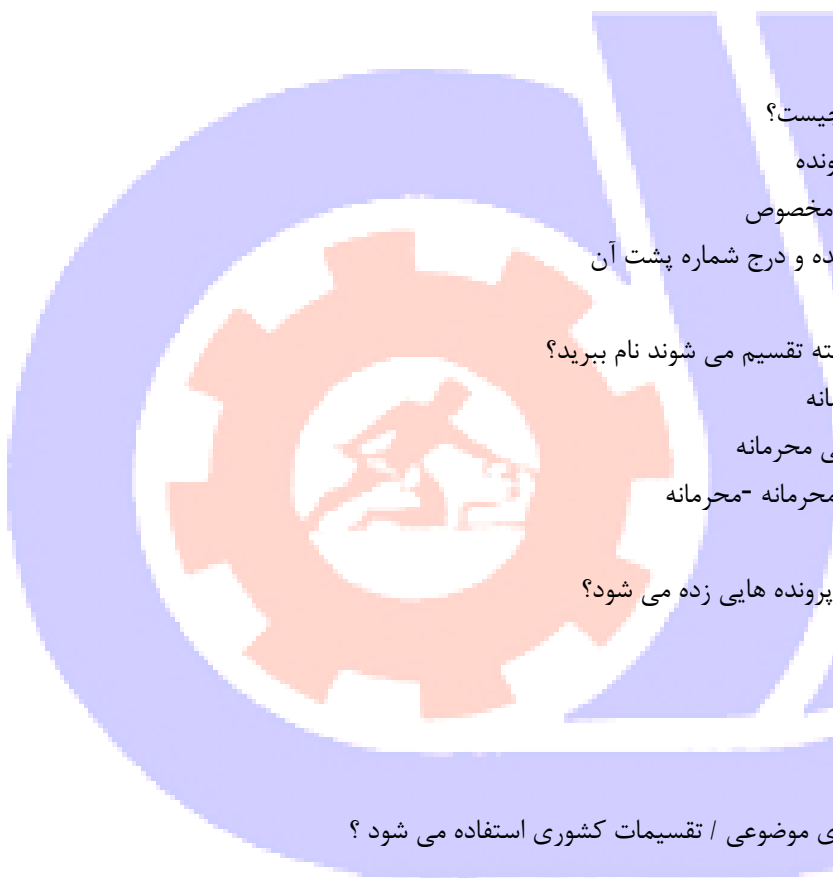 چیست؟
ونده
مخصوص
ده و درج شماره پشت آن
ته تقسیم می شوند نام ببرید؟
انه
ی محرمانه
محرمانه -محرمانه
پرونده هایی زده می شود؟
ی موضوعی / تقسیمات کشوری استفاده می شود ؟